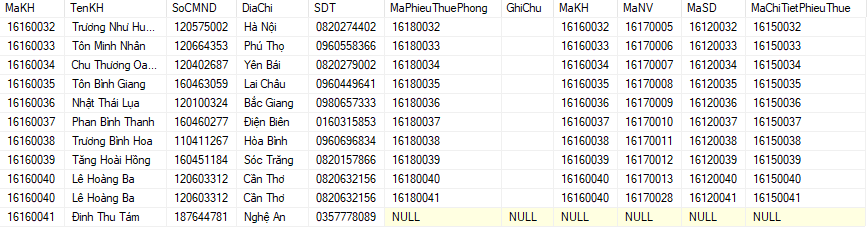 MaKH TenKH SoCMND DiaChi SDT MaPhieuThuePhong GhiChu MaKH MaNV MaSD MaChiTietPhieuThue
16160032 Trương Như Hu... 120575002 Hà Nội 0820274402 16180032 16160032 16170005 16120032 16150032
16160033 Tôn Minh Nhân 120664353 Phú Thọ 0960558366 16180033 16160033 16170006 16120033 16150033
16160034 Chu Thương Oa... 120402687 Yên Bái 0820279002 16180034 16160034 16170007 16120034 16150034
16160035 Tôn Bình Giang 160463059 Lai Châu 0960449641 16180035 16160035 16170008 16120035 16150035
16160036 Nhật Thái Lụa 120100324 Bắc Giang 0980657333 16180036 16160036 16170009 16120036 16150036
16160037 Phan Bình Thanh 160460277 Điện Biên 0160315853 16180037 16160037 16170010 16120037 16150037
16160038 Trương Bình Hoa 110411267 Hòa Bình 0960696834 16180038 16160038 16170011 16120038 16150038
16160039 Tăng Hoài Hồng 160451184 Sóc Trăng 0820157866 16180039 16160039 16170012 16120039 16150039
16160040 Lê Hoàng Ba 120603312 Cần Thơ 0820632156 16180040 16160040 16170013 16120040 16150040
16160040 Lê Hoàng Ba 120603312 Cần Thơ 0820632156 16180041 16160040 16170028 16120041 16150041
16160041 Đinh Thu Tám 187644781 Nghệ An 0357778089 NULL NULL NULL NULL NULL NULL